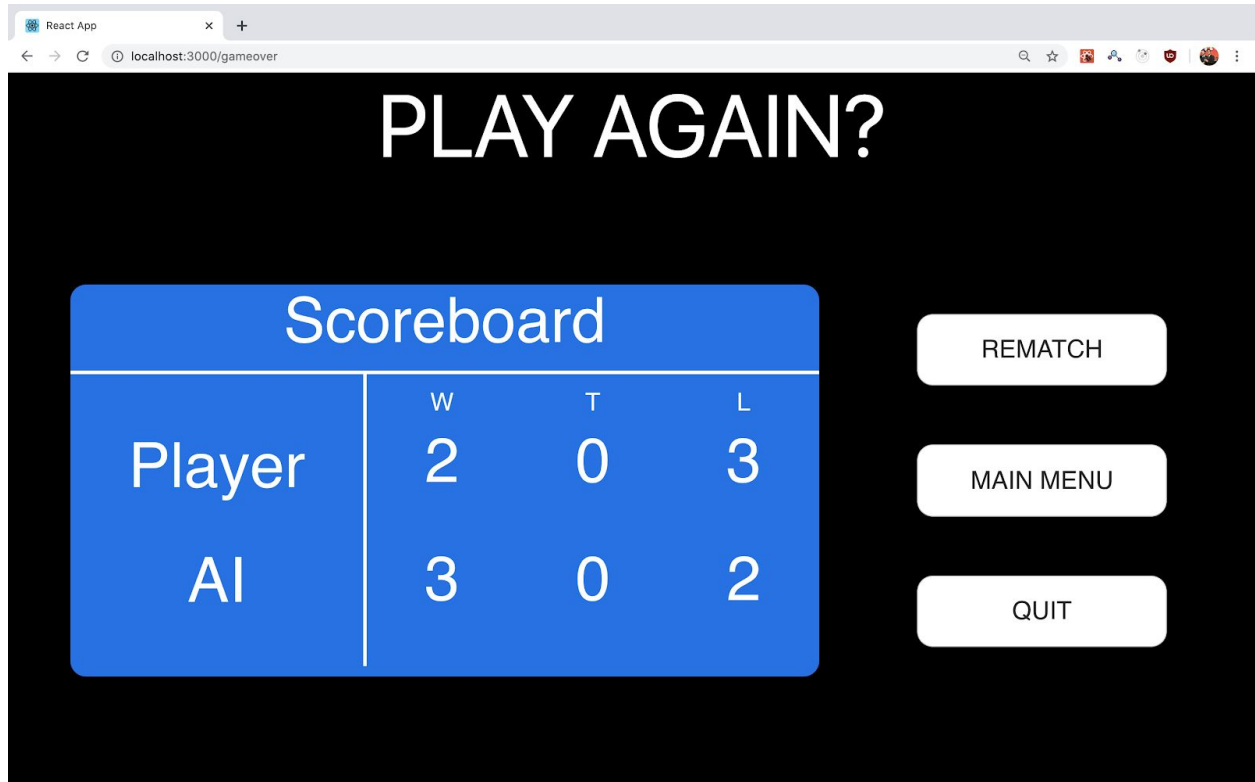 React App
localhost:3000/gameover
PLAY AGAIN?
Scoreboard
W T L
Player 2 0 3
AI 3 0 2
REMATCH
MAIN MENU
QUIT